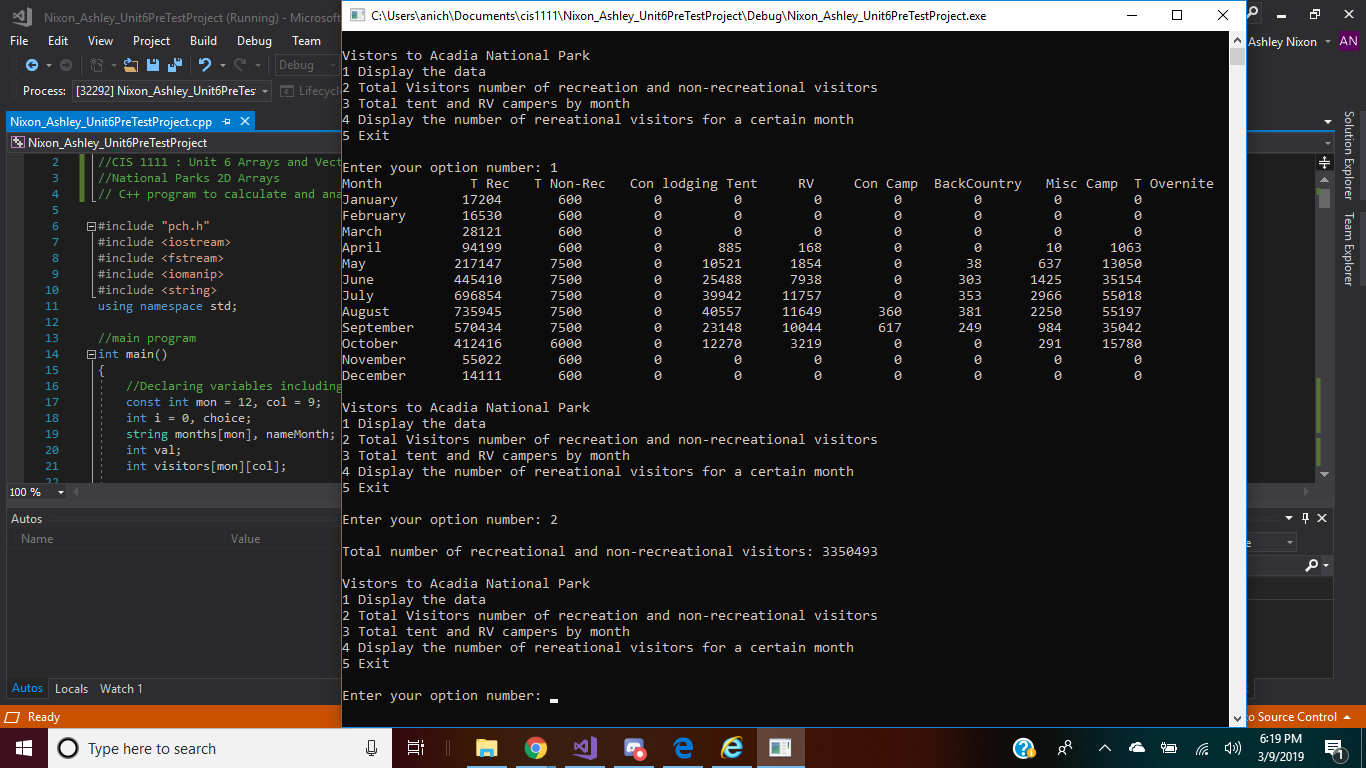 Nixon_Ashley_Unit6PreTestProject (Running) - Microsoft
C:\Users\anich\Documents\cis1111\Nixon_Ashley_Unit6PreTestProject\Debug\Nixon_Ashley_Unit6PreTestProject.exe
File Edit View Project Build Debug Team
Ashley Nixon AN
Debug
Process: [32292] Nixon_Ashley_Unit6PreTes Lifecycl
Nixon_Ashley_Unit6PreTestProject.cpp
Nixon_Ashley_Unit6PreTestProject
2 //CIS 1111 : Unit 6 Arrays and Vect
3 //National Parks 2D Arrays
4 // C++ program to calculate and ana
5
6 #include "pch.h"
7 #include <iostream>
8 #include <fstream>
9 #include <iomanip>
10 #include <string>
11 using namespace std;
12
13 //main program
14 int main()
15 {
16 //Declaring variables including
17 const int mon = 12, col = 9;
18 int i = 0, choice;
19 string months[mon], nameMonth;
20 int val;
21 int visitors[mon][col];
22
100 %
Autos
Name Value
Autos Locals Watch 1
Ready
Vistors to Acadia National Park
1 Display the data
2 Total Visitors number of recreation and non-recreational visitors
3 Total tent and RV campers by month
4 Display the number of rereational visitors for a certain month
5 Exit
Enter your option number: 1
Month T Rec T Non-Rec Con lodging Tent RV Con Camp BackCountry Misc Camp T Overnite
January 17204 600 0 0 0 0 0 0 0
February 16530 600 0 0 0 0 0 0 0
March 28121 600 0 0 0 0 0 0 0
April 94199 600 0 885 168 0 0 10 1063
May 217147 7500 0 10521 1854 0 38 637 13050
June 445410 7500 0 25488 7938 0 303 1425 35154
July 696854 7500 0 39942 11757 0 353 2966 55018
August 735945 7500 0 40557 11649 360 381 2250 55197
September 570434 7500 0 23148 10044 617 249 984 35042
October 412416 6000 0 12270 3219 0 0 291 15780
November 55022 600 0 0 0 0 0 0 0
December 14111 600 0 0 0 0 0 0 0
Vistors to Acadia National Park
1 Display the data
2 Total Visitors number of recreation and non-recreational visitors
3 Total tent and RV campers by month
4 Display the number of rereational visitors for a certain month
5 Exit
Enter your option number: 2
Total number of recreational and non-recreational visitors: 3350493
Vistors to Acadia National Park
1 Display the data
2 Total Visitors number of recreation and non-recreational visitors
3 Total tent and RV campers by month
4 Display the number of rereational visitors for a certain month
5 Exit
Enter your option number:
Solution Explorer
Team Explorer
to Source Control
Type here to search
6:19 PM
3/9/2019
1